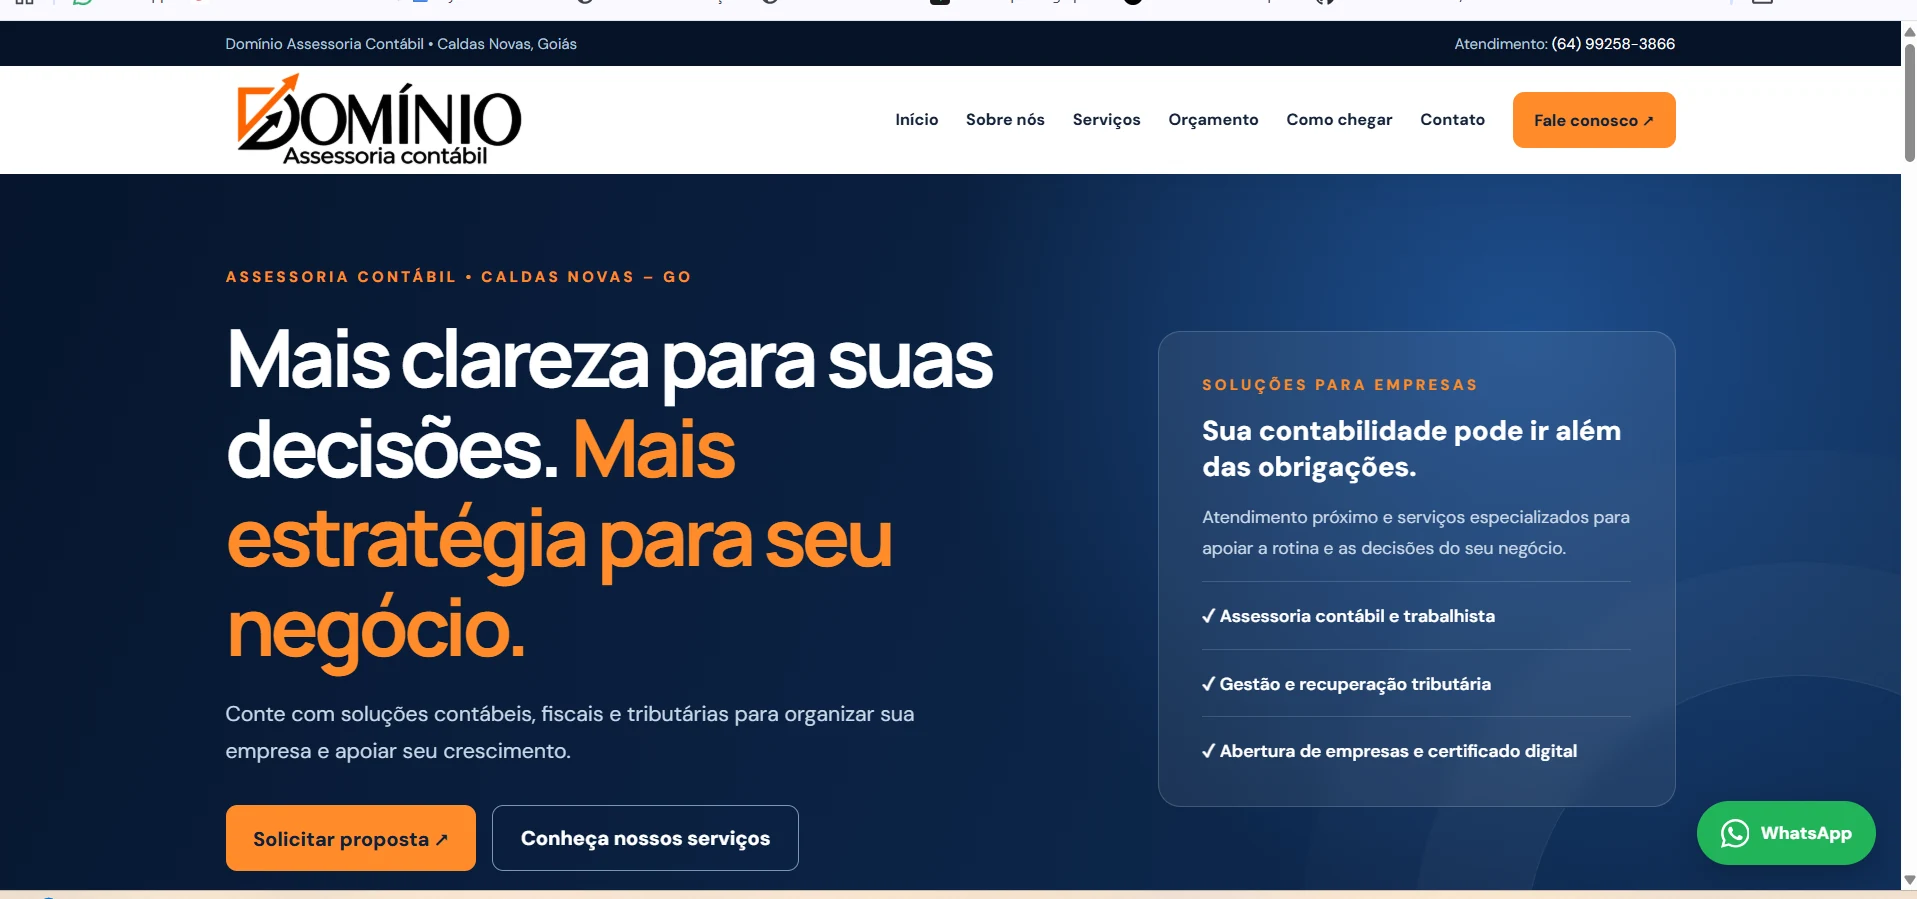 Domínio Assessoria Contábil • Caldas Novas, Goiás
Atendimento: (64) 99258-3866
DOMÍNIO
Assessoria contábil
Início
Sobre nós
Serviços
Orçamento
Como chegar
Contato
Fale conosco ↗
ASSESSORIA CONTÁBIL • CALDAS NOVAS – GO
Mais clareza para suas
decisões. Mais
estratégia para seu
negócio.
Conte com soluções contábeis, fiscais e tributárias para organizar sua
empresa e apoiar seu crescimento.
Solicitar proposta ↗
Conheça nossos serviços
SOLUÇÕES PARA EMPRESAS
Sua contabilidade pode ir além
das obrigações.
Atendimento próximo e serviços especializados para
apoiar a rotina e as decisões do seu negócio.
✓ Assessoria contábil e trabalhista
✓ Gestão e recuperação tributária
✓ Abertura de empresas e certificado digital
WhatsApp